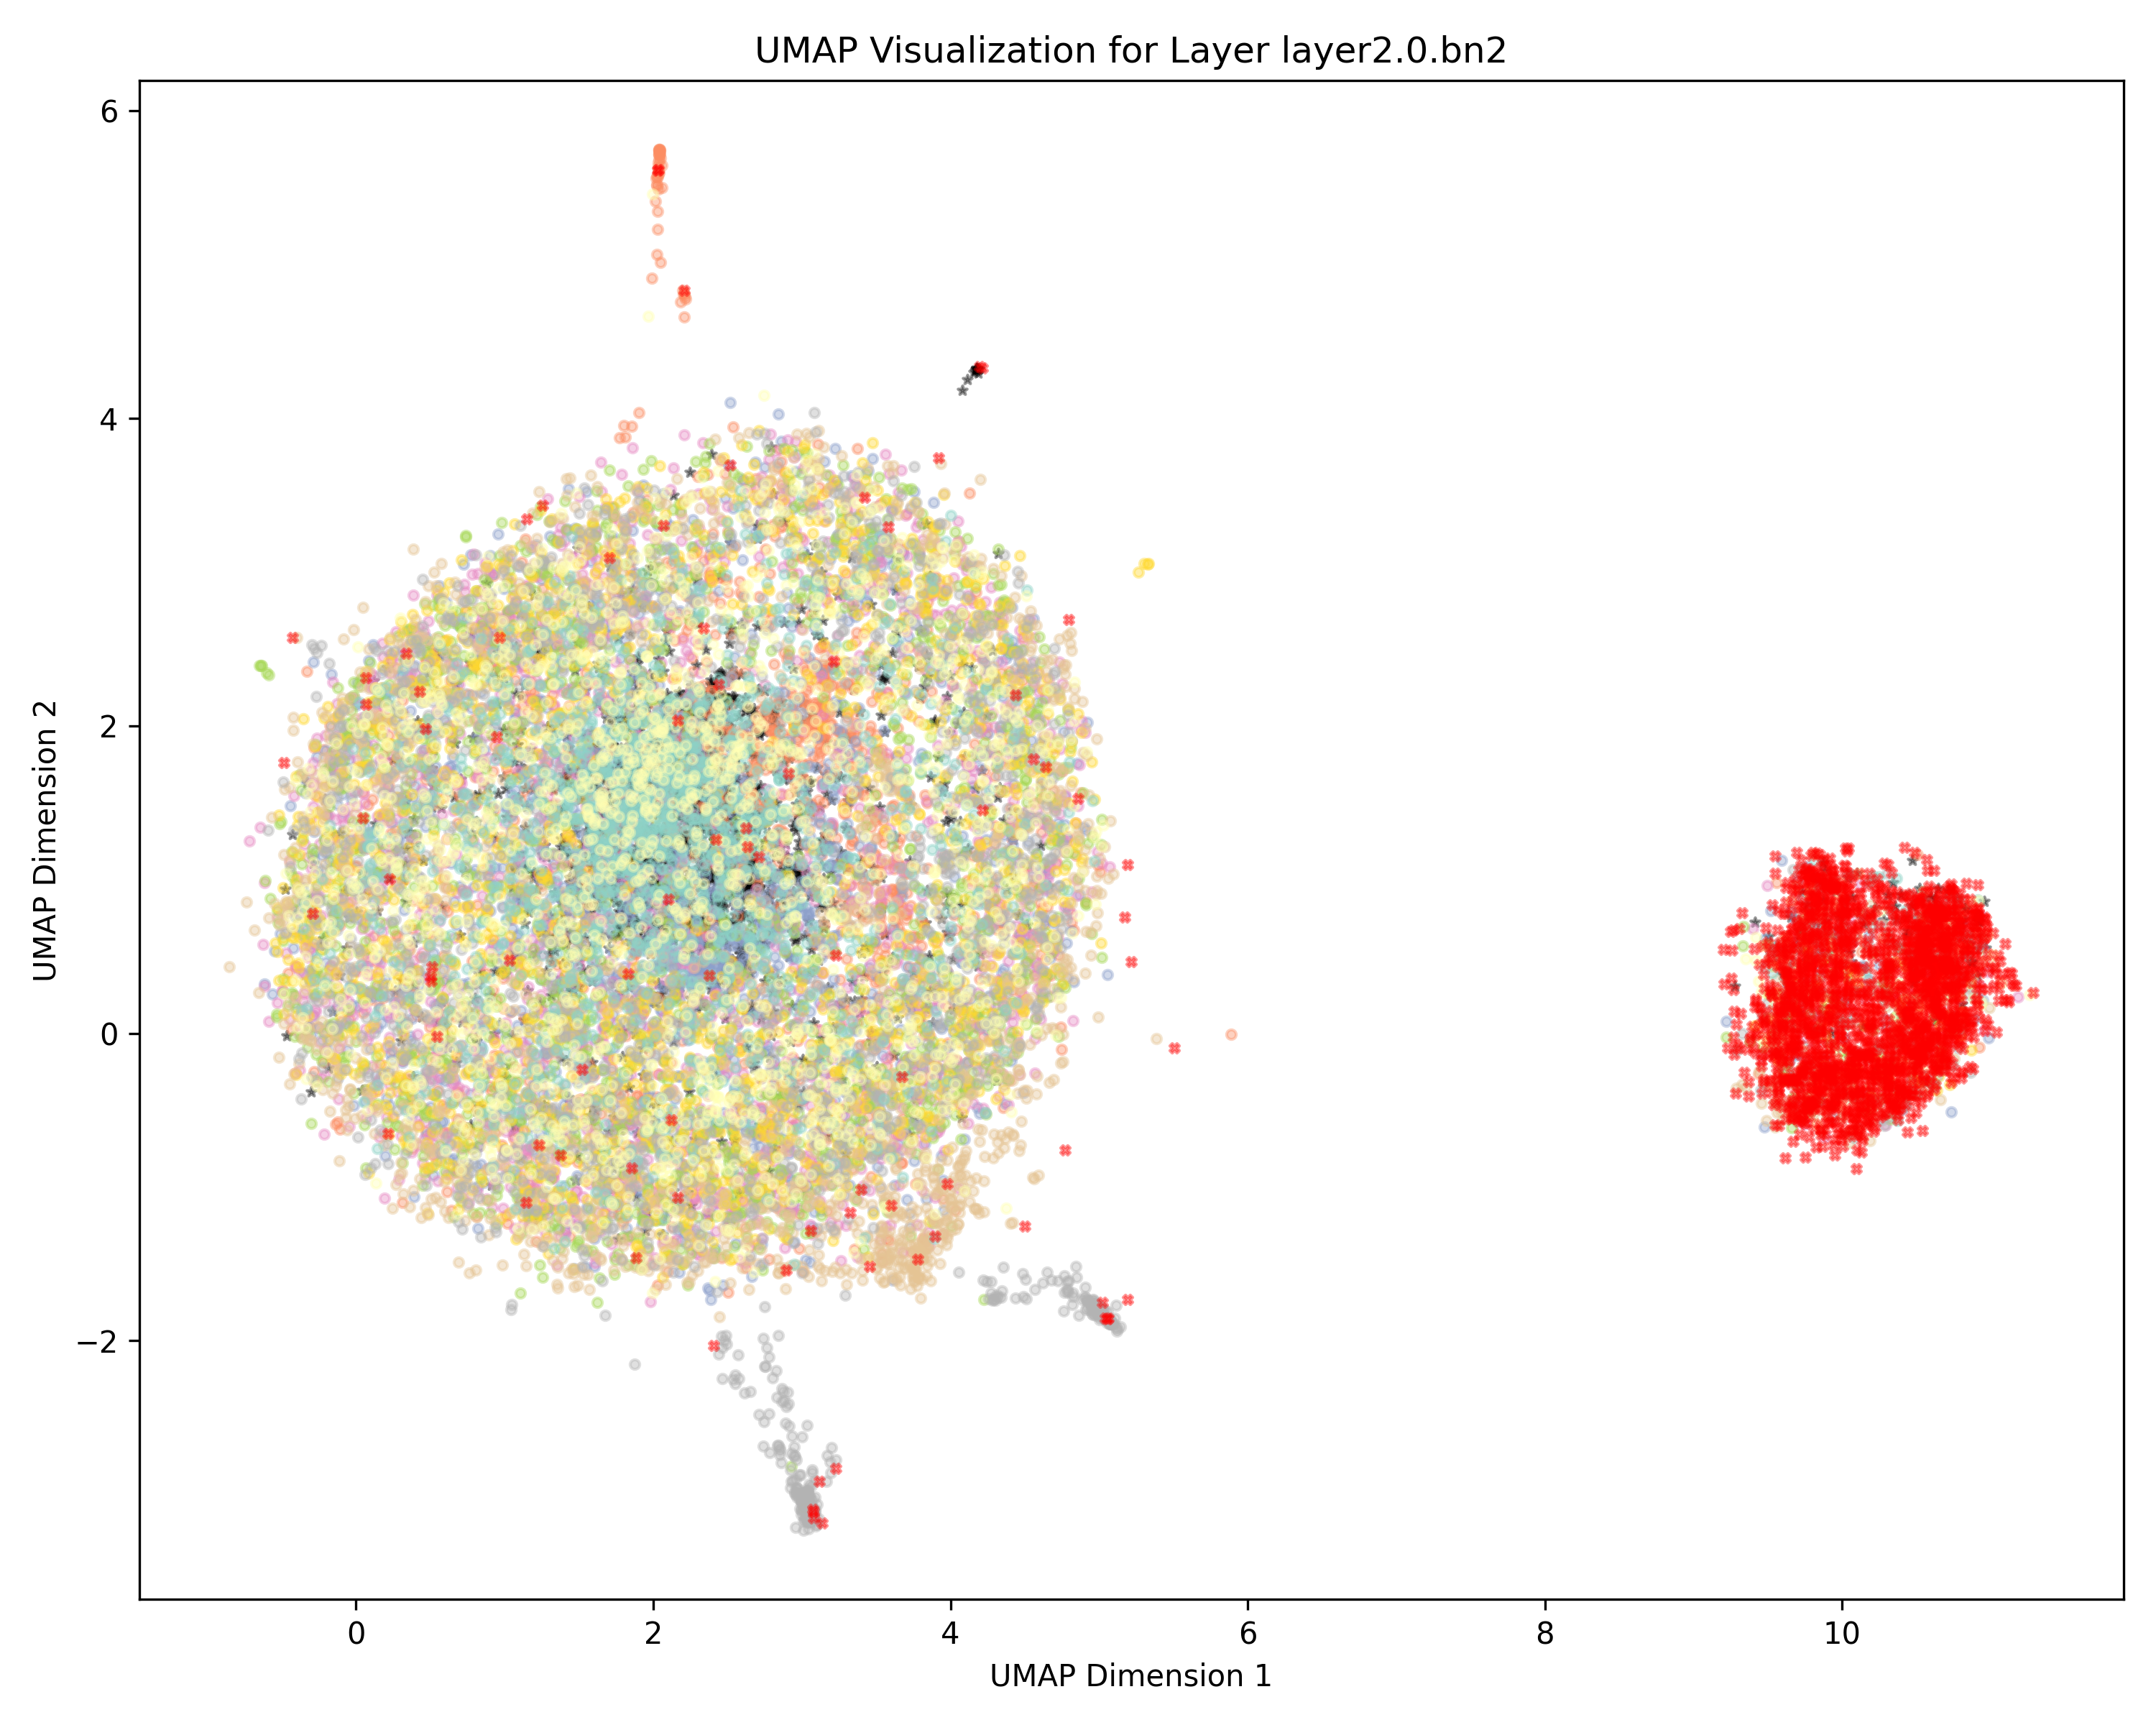 UMAP Visualization for Layer layer2.0.bn2
6
4
2
0
−2
UMAP Dimension 2
0 2 4 6 8 10
UMAP Dimension 1